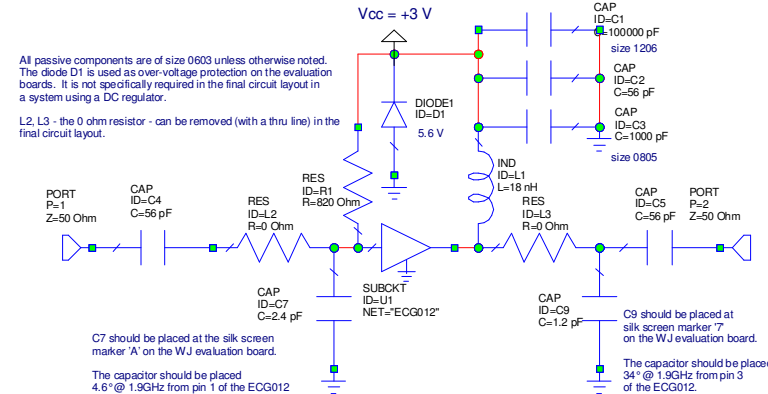 Vcc = +3 V
CAP
ID=C1
C=100000 pF
size 1206
All passive components are of size 0603 unless otherwise noted.
The diode D1 is used as over-voltage protection on the evaluation
boards. It is not specifically required in the final circuit layout in
a system using a DC regulator.
L2, L3 - the 0 ohm resistor - can be removed (with a thru line) in the
final circuit layout.
CAP
ID=C2
C=56 pF
DIODE1
ID=D1
5.6 V
CAP
ID=C3
C=1000 pF
size 0805
RES
ID=R1
R=820 Ohm
IND
ID=L1
L=18 nH
PORT
P=1
Z=50 Ohm
CAP
ID=C4
C=56 pF
RES
ID=L2
R=0 Ohm
RES
ID=L3
R=0 Ohm
CAP
ID=C5
C=56 pF
PORT
P=2
Z=50 Ohm
CAP
ID=C7
C=2.4 pF
SUBCKT
ID=U1
NET="ECG012"
CAP
ID=C9
C=1.2 pF
C9 should be placed at
silk screen marker '7'
on the WJ evaluation board.
C7 should be placed at the silk screen
marker 'A' on the WJ evaluation board.
The capacitor should be placed
34° @ 1.9GHz from pin 3
of the ECG012.
The capacitor should be placed
4.6° @ 1.9GHz from pin 1 of the ECG012